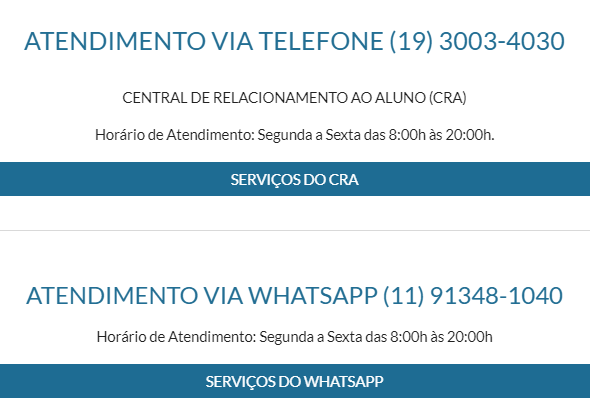 ATENDIMENTO VIA TELEFONE (19) 3003-4030
CENTRAL DE RELACIONAMENTO AO ALUNO (CRA)
Horário de Atendimento: Segunda a Sexta das 8:00h às 20:00h.
SERVIÇOS DO CRA
ATENDIMENTO VIA WHATSAPP (11) 91348-1040
Horário de Atendimento: Segunda a Sexta das 8:00h às 20:00h
SERVIÇOS DO WHATSAPP